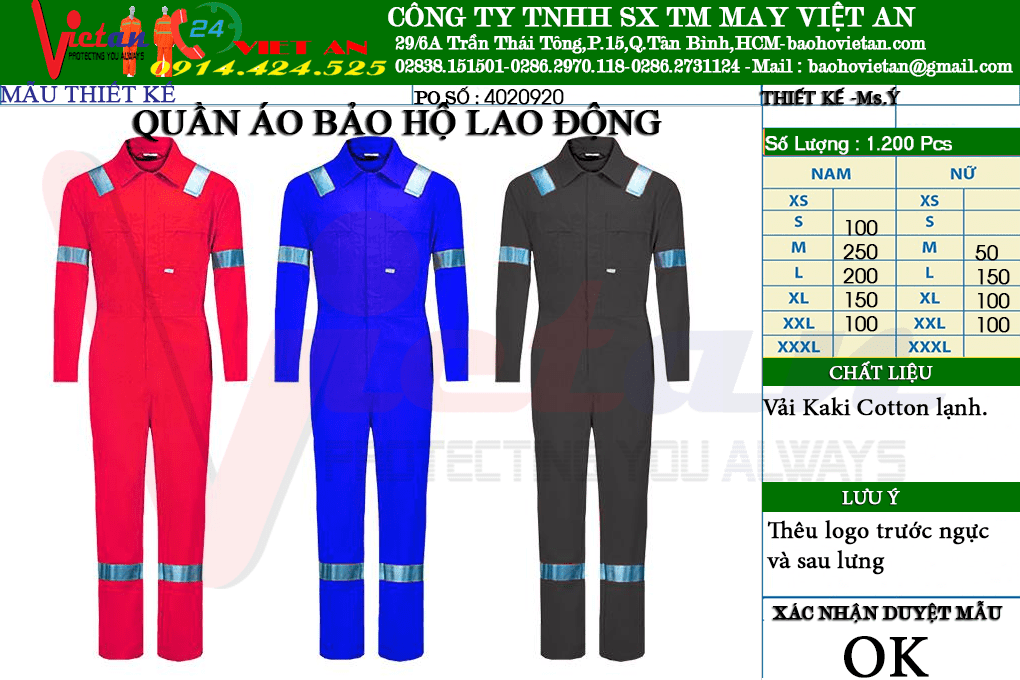 Victan
PROTECTING YOU ALWAYS
24
VIET AN
0914.424.525
CÔNG TY TNHH SX TM MAY VIỆT AN
29/6A Trần Thái Tông,P.15,Q.Tân Bình,HCM-baohovietan.com
02838.151501-0286.2970.118-0286.2731124 -Mail : baohovietan@gmail.com
MẪU THIẾT KẾ
PO SỐ : 4020920
THIẾT KẾ -Ms.Ý
QUẦN ÁO BẢO HỘ LAO ĐỘNG
Số Lượng : 1.200 Pcs
NAM NỮ
XS XS
S 100 S
M 250 M 50
L 200 L 150
XL 150 XL 100
XXL 100 XXL 100
XXXL XXXL
CHẤT LIỆU
Vải Kaki Cotton lạnh.
Victan
PROTECTING YOU ALWAYS
LƯU Ý
Thêu logo trước ngực
và sau lưng
XÁC NHẬN DUYỆT MẪU
OK